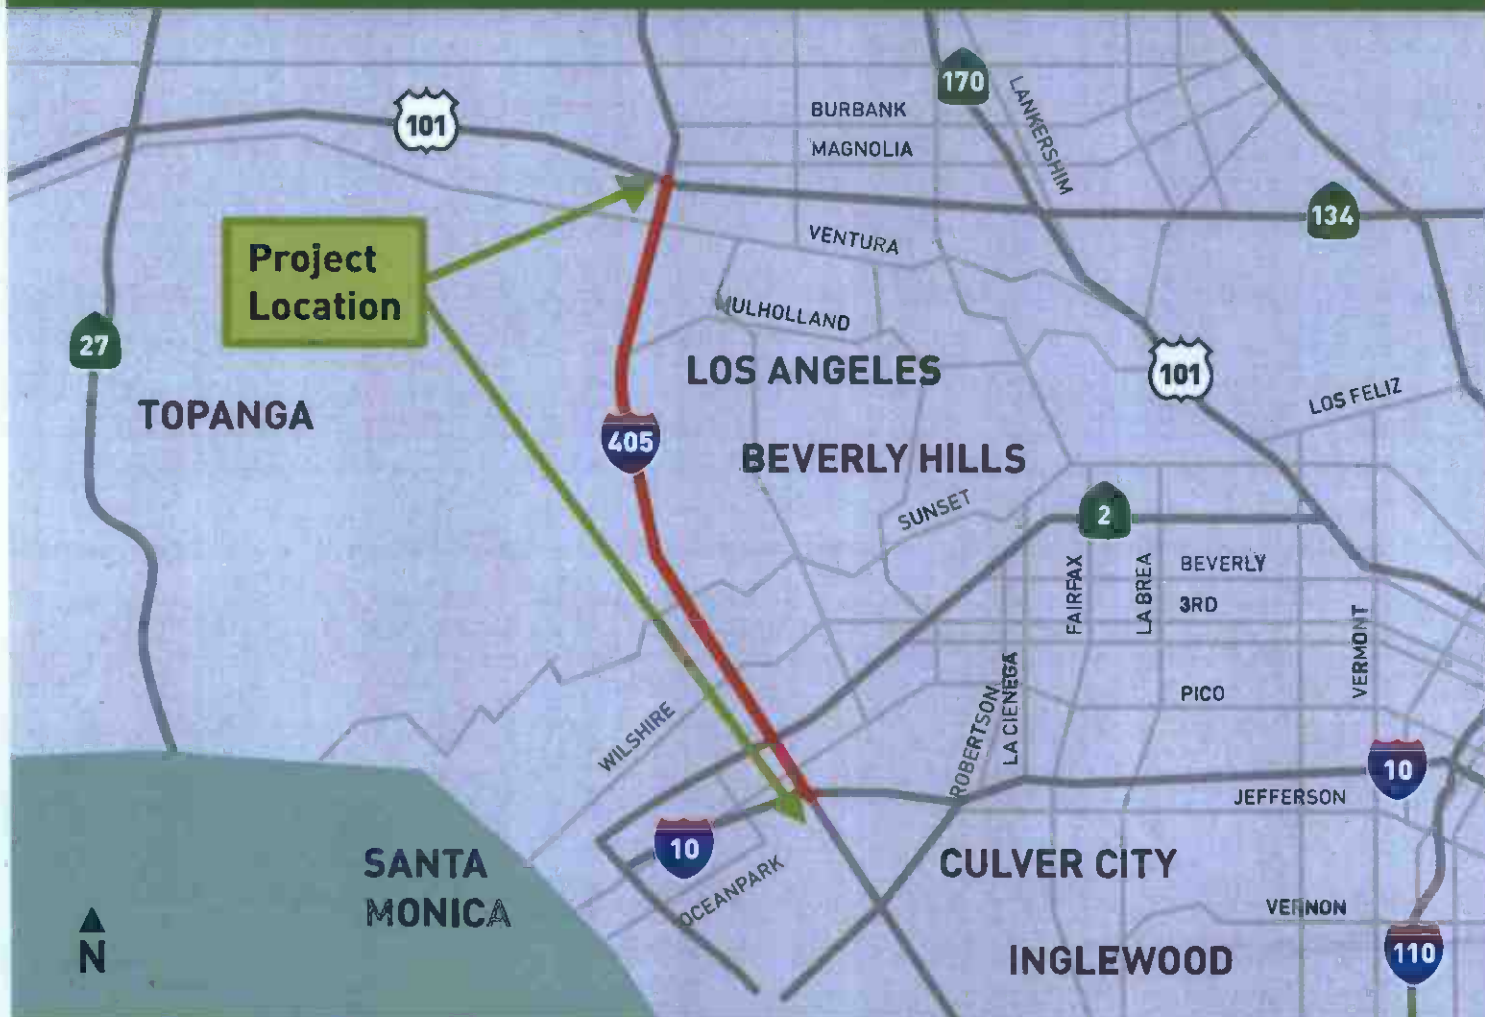 170
LANKERSHIM
BURBANK
101
MAGNOLIA
134
VENTURA
Project
Location
MULHOLLAND
27
LOS ANGELES
101
LOS FELIZ
TOPANGA
405
BEVERLY HILLS
SUNSET
2
BEVERLY
FAIRFAX
LA BREA
3RD
VERMONT
LA CIENEGA
PICO
ROBERTSON
WILSHIRE
10
JEFFERSON
10
SANTA
MONICA
OCEANPARK
CULVER CITY
VERNON
N
INGLEWOOD
110